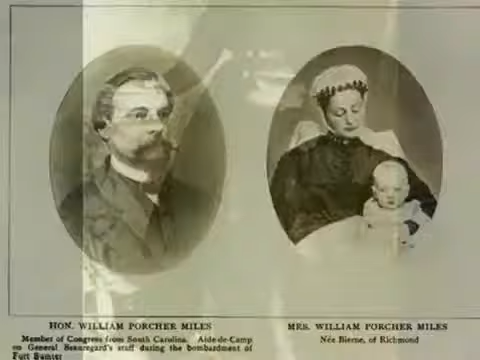 HON. WILLIAM PORCHER MILES
Member of Congress from South Carolina. Aide-de-Camp
on General Beauregard's staff during the bombardment of
Fort Sumter
MRS. WILLIAM PORCHER MILES
Née Bierne, of Richmond